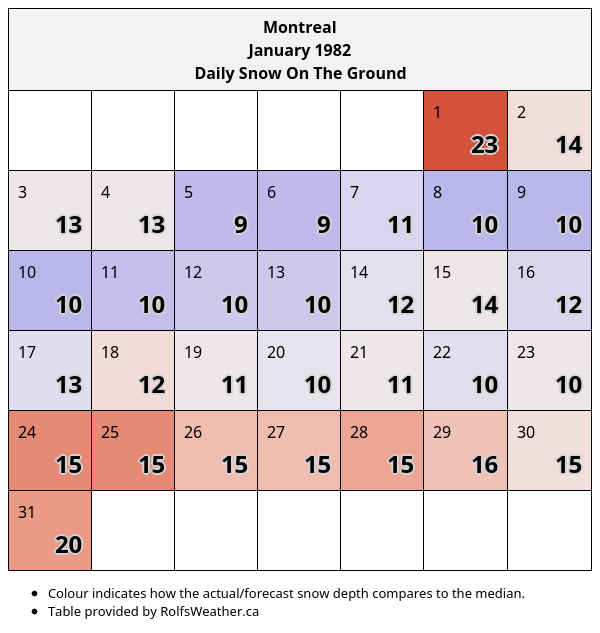 Montreal
January 1982
Daily Snow On The Ground
1 2
23 14
3 4 5 6 7 8 9
13 13 9 9 11 10 10
10 11 12 13 14 15 16
10 10 10 10 12 14 12
17 18 19 20 21 22 23
13 12 11 10 11 10 10
24 25 26 27 28 29 30
15 15 15 15 15 16 15
31
20
• Colour indicates how the actual/forecast snow depth compares to the median.
• Table provided by RolfsWeather.ca